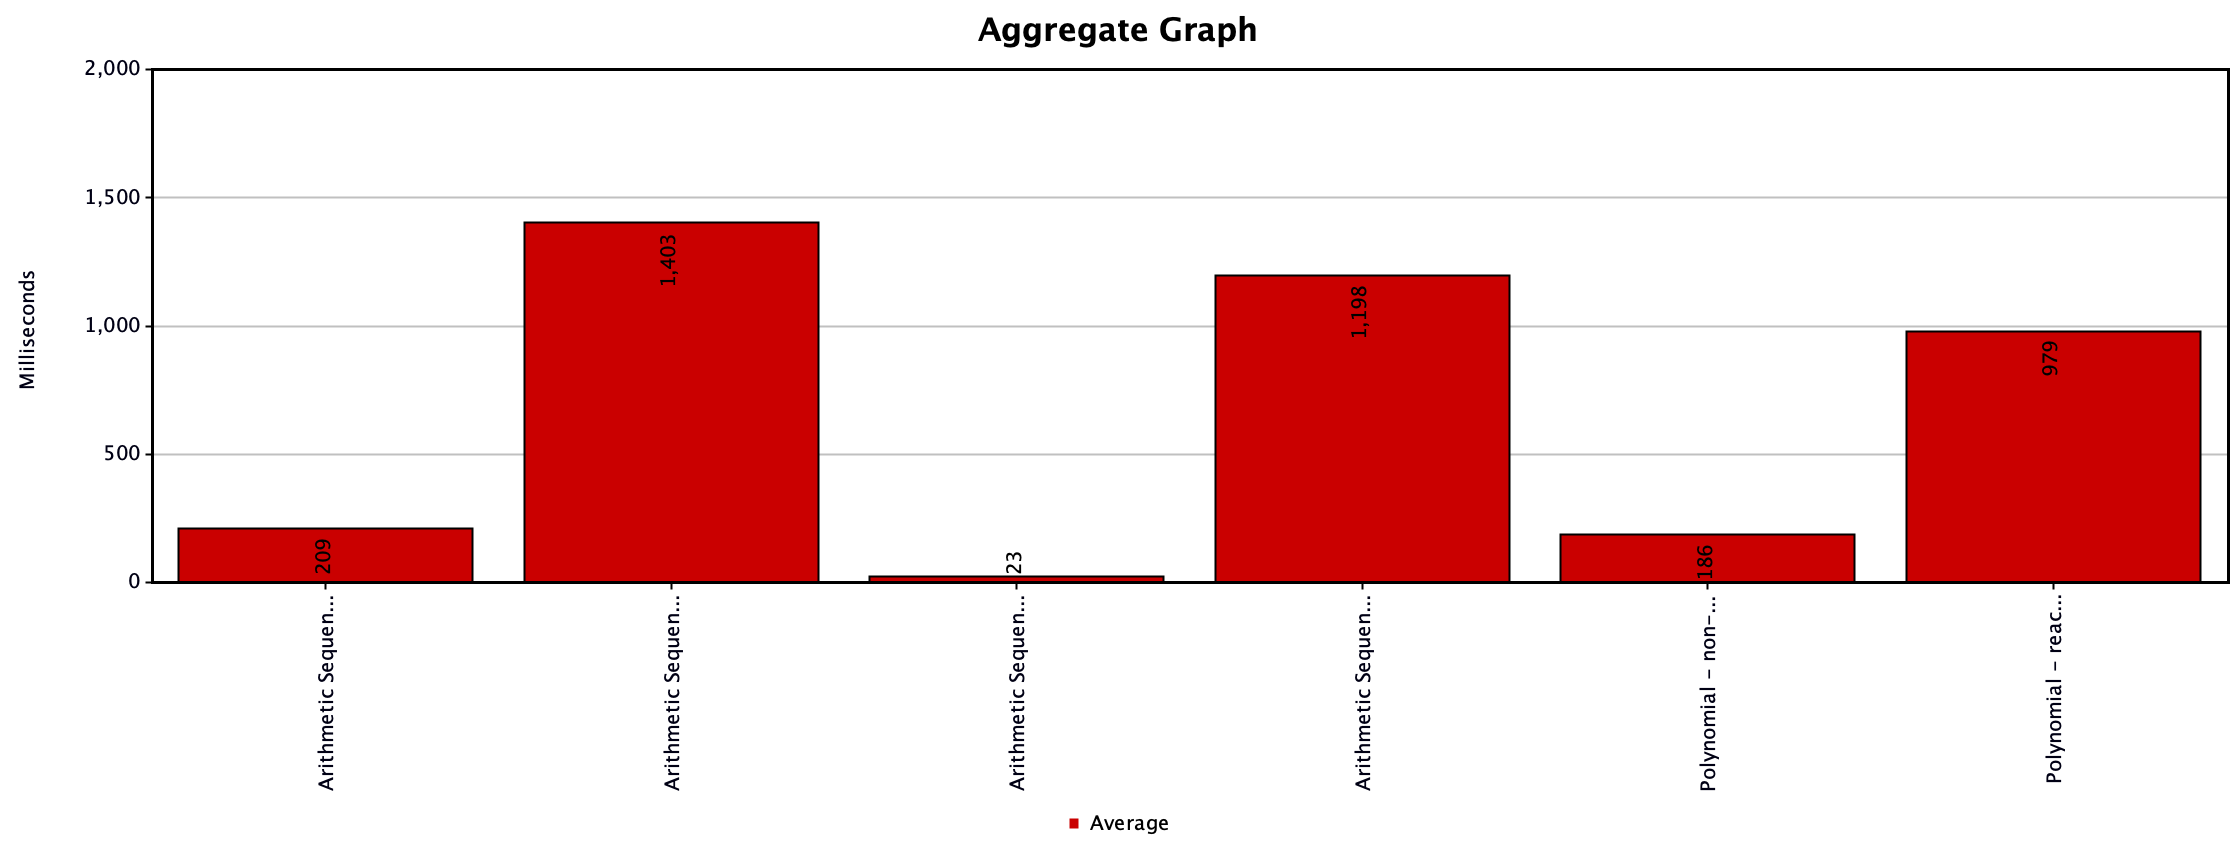 Aggregate Graph
Milliseconds
2,000
1,500
1,000
500
0
209
1,403
23
1,198
186
979
Arithmetic Sequen...
Arithmetic Sequen...
Arithmetic Sequen...
Arithmetic Sequen...
Polynomial - non-...
Polynomial - reac...
Average